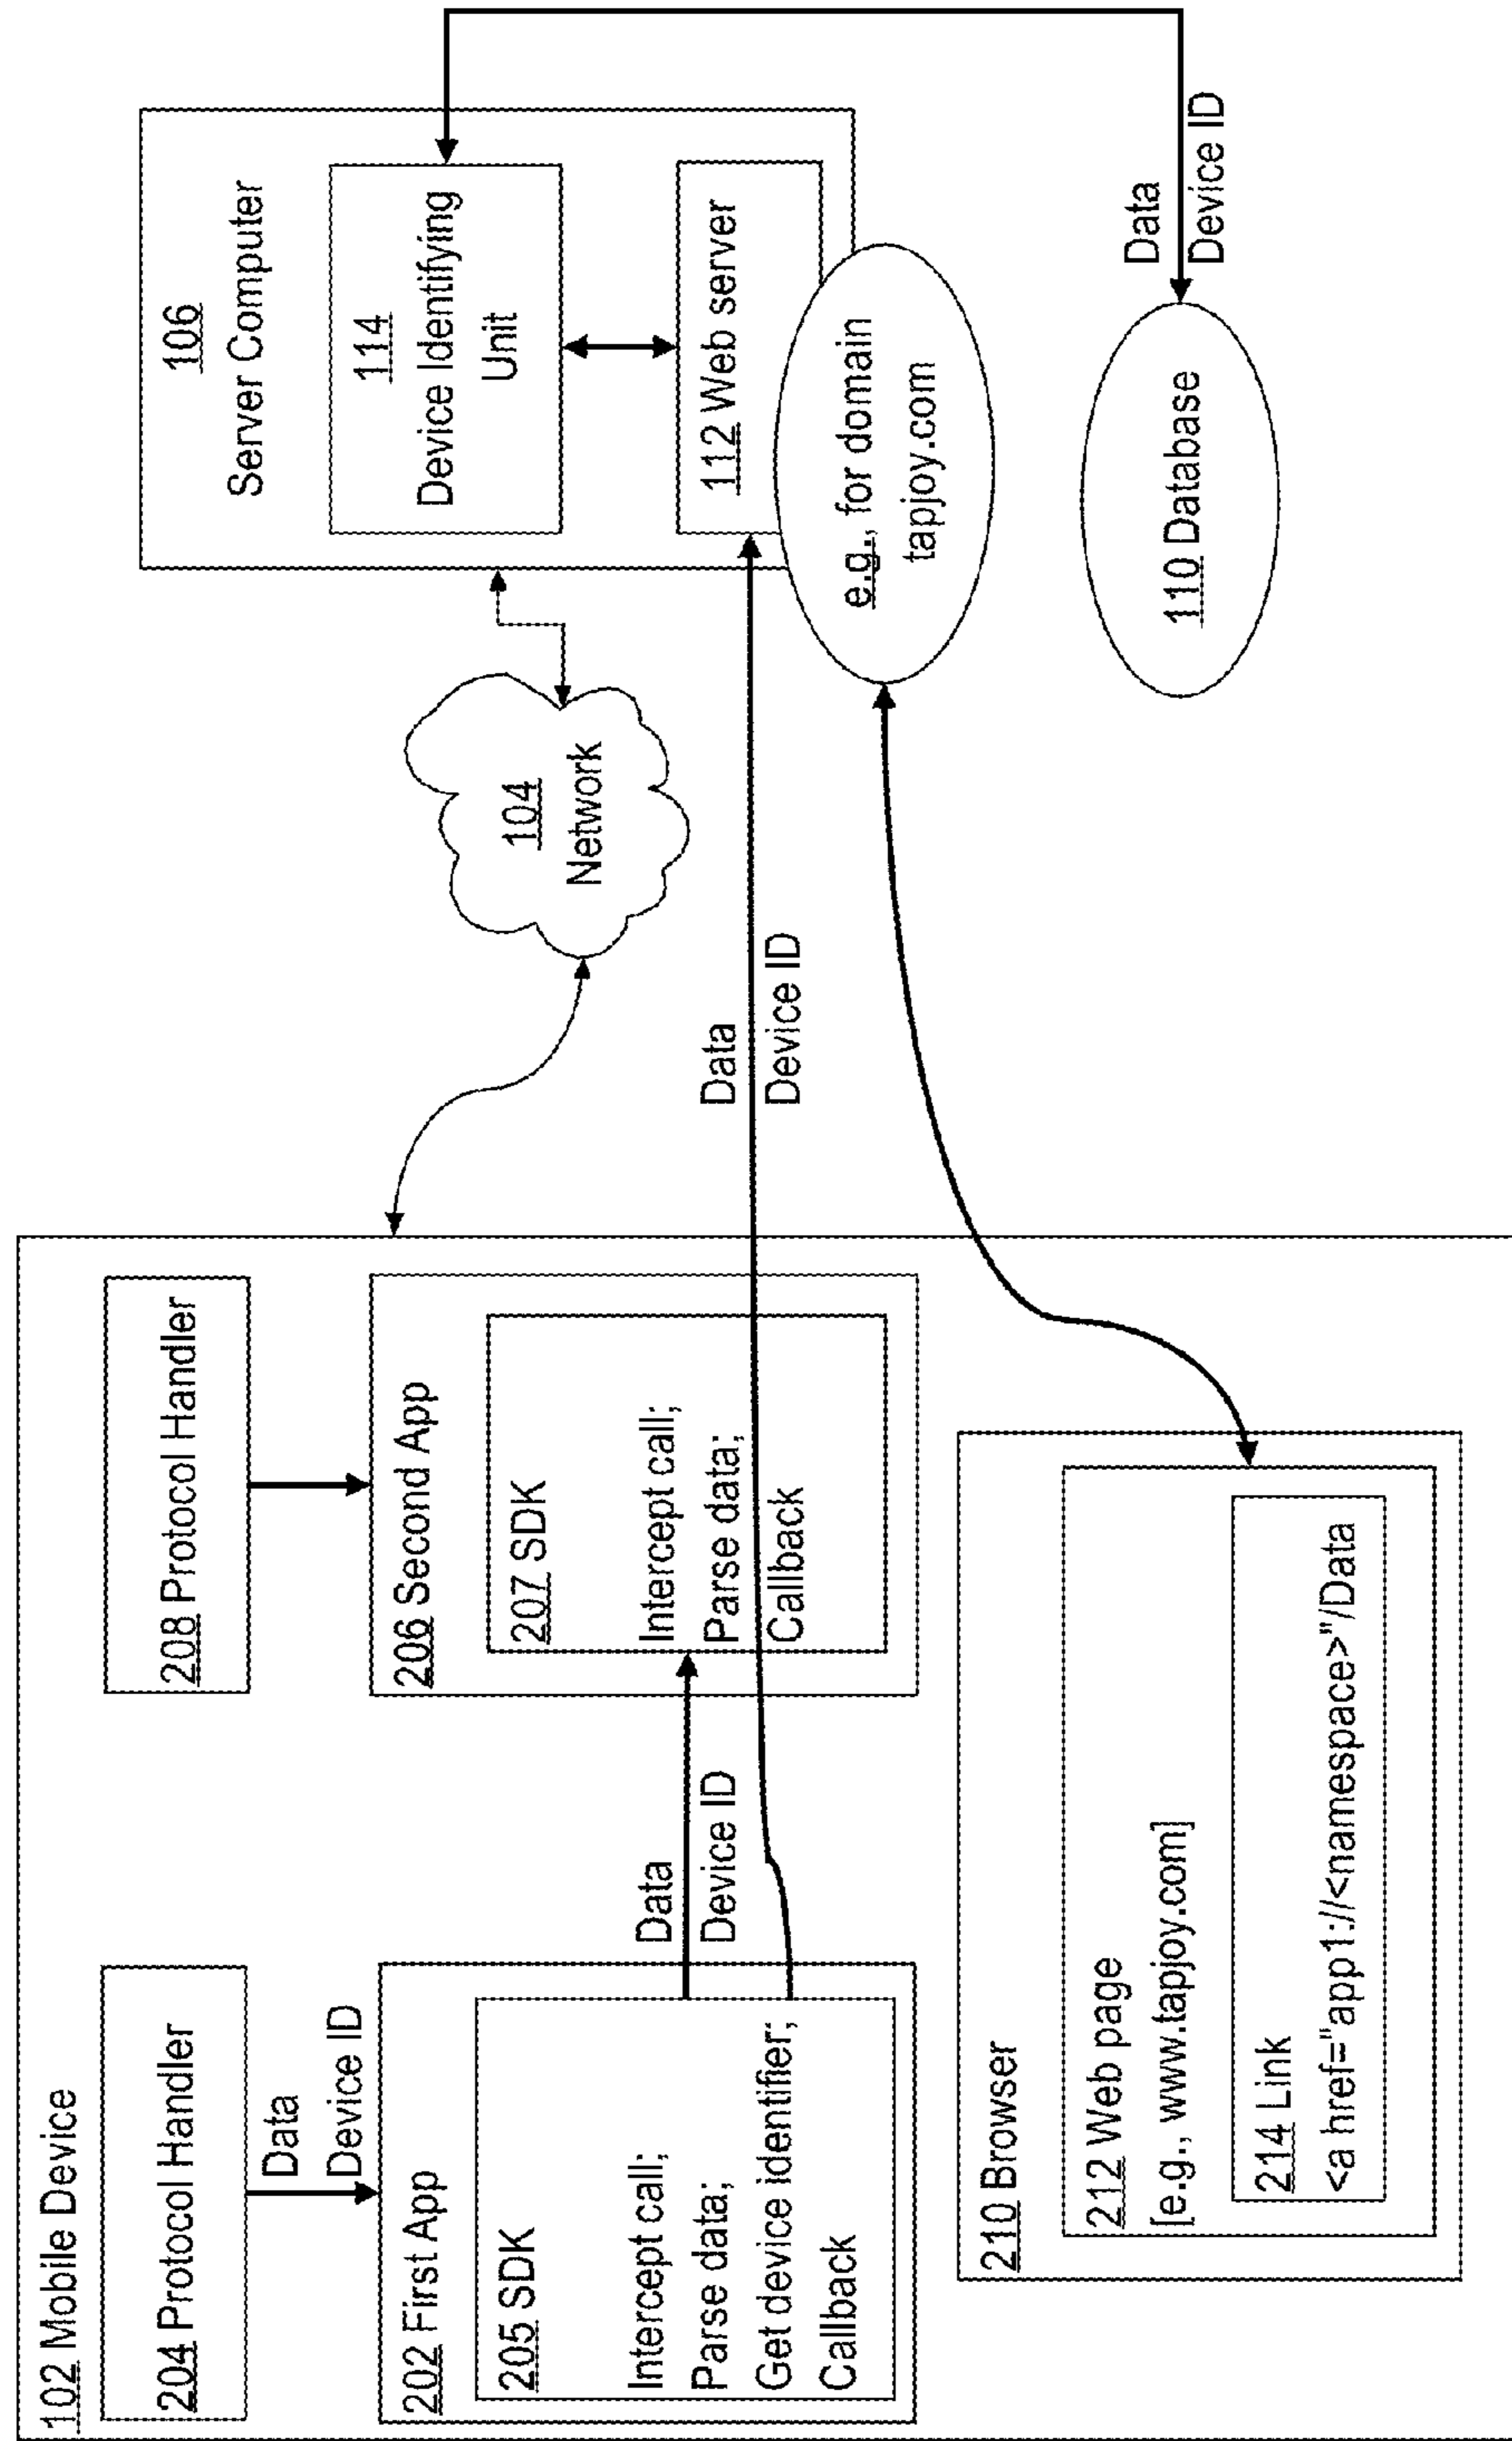 102 Mobile Device
204 Protocol Handler
Data
Device ID
202 First App
205 SDK
Intercept call;
Parse data;
Get device identifier;
Callback
Data
Device ID
208 Protocol Handler
206 Second App
207 SDK
Intercept call;
Parse data;
Callback
210 Browser
212 Web page
[e.g., www.tapjoy.com]
214 Link
<a href="app1://<namespace>"/Data
104
Network
Data
Device ID
106
Server Computer
114
Device Identifying
Unit
112 Web server
e.g., for domain
tapjoy.com
Data
Device ID
110 Database